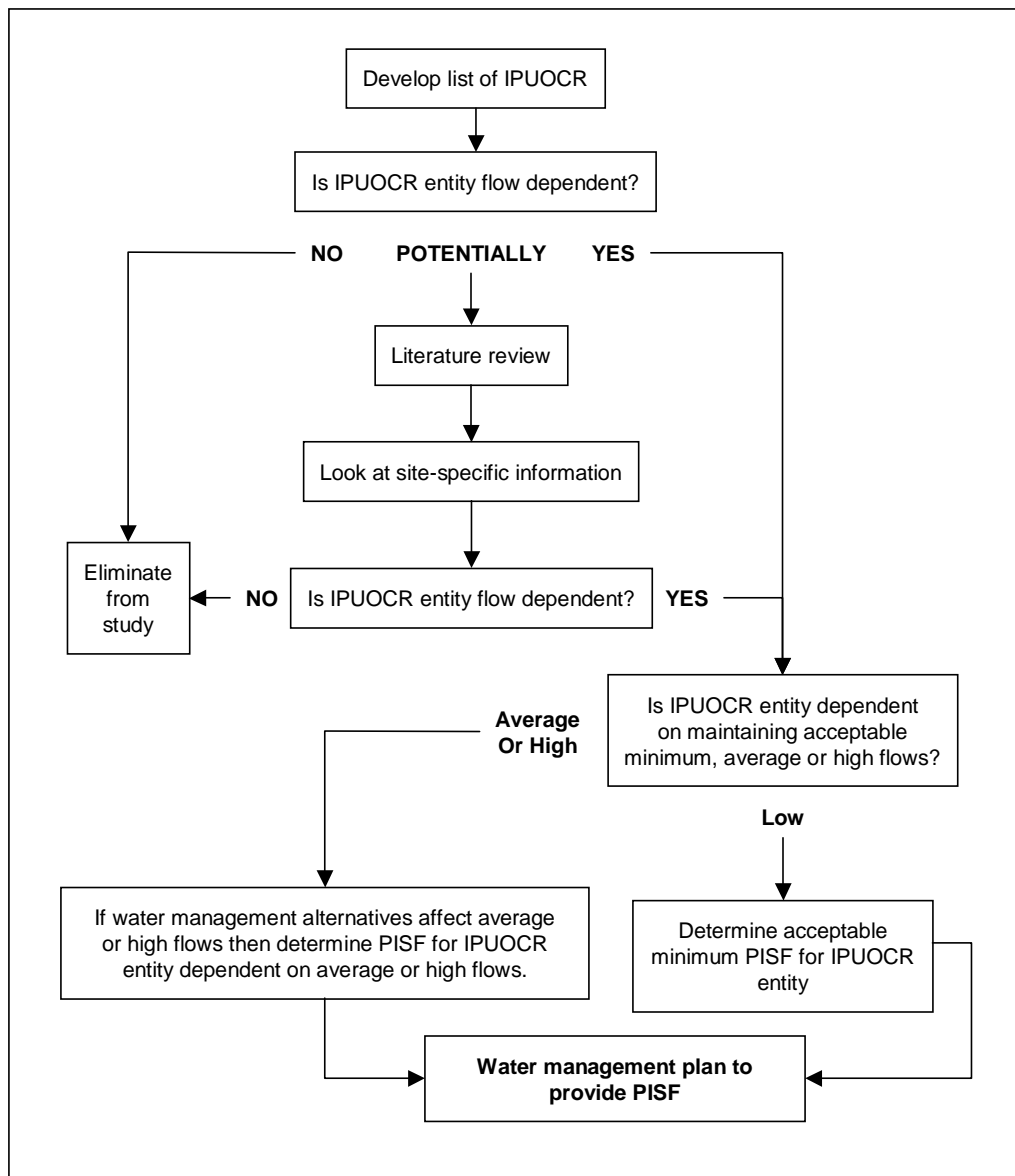 Develop list of IPUOCR
Is IPUOCR entity flow dependent?
NO POTENTIALLY YES
Literature review
Look at site-specific information
Eliminate
from
study
NO
Is IPUOCR entity flow dependent?
YES
Is IPUOCR entity dependent
on maintaining acceptable
minimum, average or high flows?
Average
Or High
Low
If water management alternatives affect average
or high flows then determine PISF for IPUOCR
entity dependent on average or high flows.
Determine acceptable
minimum PISF for IPUOCR
entity
Water management plan to
provide PISF